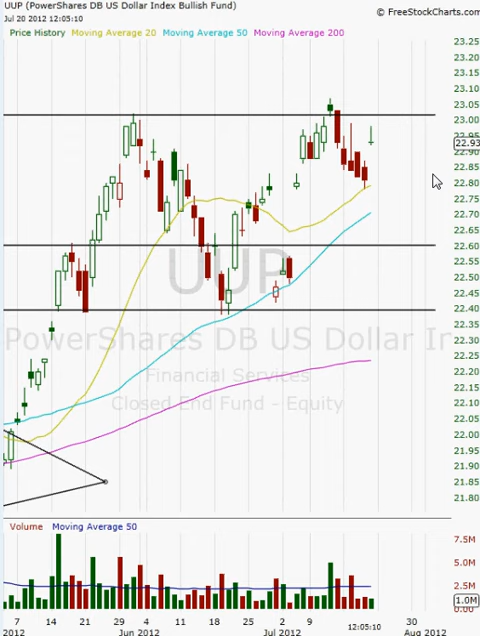 UUP (PowerShares DB US Dollar Index Bullish Fund)
Jul 20 2012 12:05:10
© FreeStockCharts.com
Price History Moving Average 20 Moving Average 50 Moving Average 200
23.25
23.20
23.15
23.10
23.05
23.00
22.95
22.93
22.90
22.85
22.80
22.75
22.70
22.65
22.60
22.55
22.50
22.45
22.40
22.35
22.30
22.25
22.20
22.15
22.10
22.05
22.00
21.95
21.90
21.85
21.80
UUP
PowerShares DB US Dollar In
Financial Services
Closed End Fund - Equity
Volume Moving Average 50
7.5M
5.0M
2.5M
1.0M
7 14 21 29 11 18 25 2 9 12:05:10 30
2012 Jun 2012 Jul 2012 Aug 2012